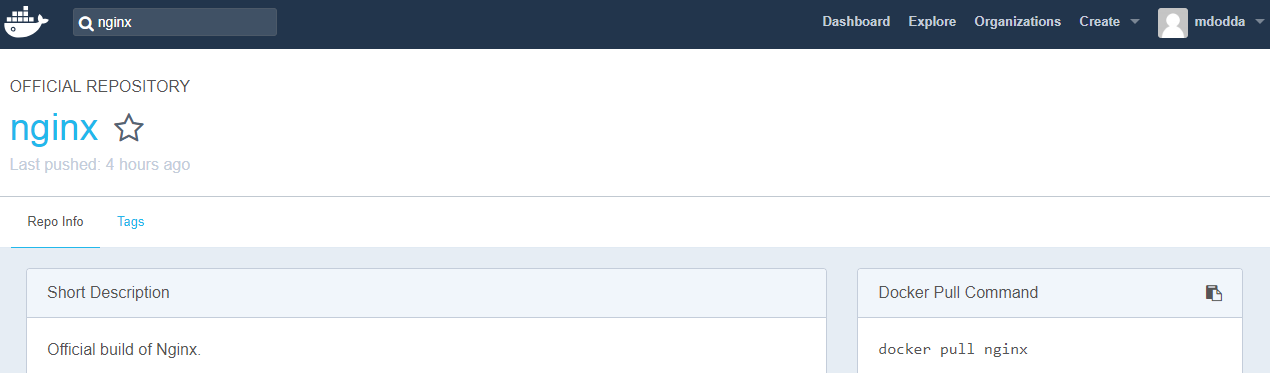 nginx
Dashboard Explore Organizations Create mdodda
OFFICIAL REPOSITORY
nginx
Last pushed: 4 hours ago
Repo Info Tags
Short Description
Official build of Nginx.
Docker Pull Command
docker pull nginx